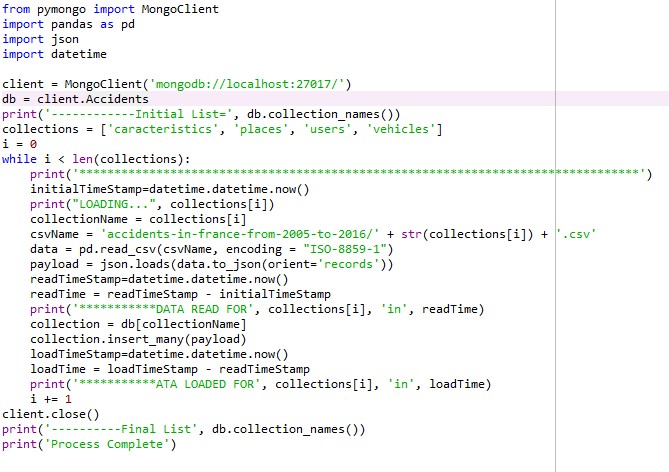 from pymongo import MongoClient
import pandas as pd
import json
import datetime

client = MongoClient('mongodb://localhost:27017/')
db = client.Accidents
print('------------Initial List=', db.collection_names())
collections = ['caracteristics', 'places', 'users', 'vehicles']
i = 0
while i < len(collections):
    print('********************************************************************************')
    initialTimeStamp=datetime.datetime.now()
    print("LOADING...", collections[i])
    collectionName = collections[i]
    csvName = 'accidents-in-france-from-2005-to-2016/' + str(collections[i]) + '.csv'
    data = pd.read_csv(csvName, encoding = "ISO-8859-1")
    payload = json.loads(data.to_json(orient='records'))
    readTimeStamp=datetime.datetime.now()
    readTime = readTimeStamp - initialTimeStamp
    print('***********DATA READ FOR', collections[i], 'in', readTime)
    collection = db[collectionName]
    collection.insert_many(payload)
    loadTimeStamp=datetime.datetime.now()
    loadTime = loadTimeStamp - readTimeStamp
    print('***********ATA LOADED FOR', collections[i], 'in', loadTime)
    i += 1
client.close()
print('----------Final List', db.collection_names())
print('Process Complete')